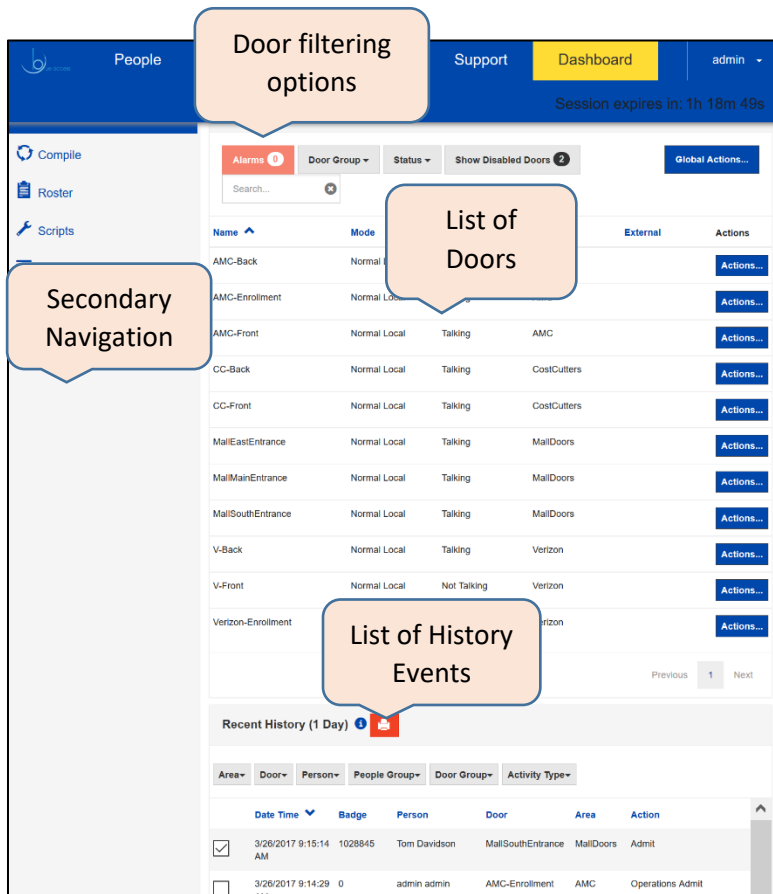 Door filtering
options
People
Support
Dashboard
admin
Session expires in: 1h 18m 49s
Compile
Roster
Scripts
Alarms 0
Door Group
Status
Show Disabled Doors 2
Global Actions...
Search...
List of
Doors
Name
Mode
External
Actions
AMC-Back
Normal
Actions...
Secondary
Navigation
AMC-Enrollment
Normal Local
Talking
Actions...
AMC-Front
Normal Local
Talking
AMC
Actions...
CC-Back
Normal Local
Talking
CostCutters
Actions...
CC-Front
Normal Local
Talking
CostCutters
Actions...
MallEastEntrance
Normal Local
Talking
MallDoors
Actions...
MallMainEntrance
Normal Local
Talking
MallDoors
Actions...
MallSouthEntrance
Normal Local
Talking
MallDoors
Actions...
V-Back
Normal Local
Talking
Verizon
Actions...
V-Front
Normal Local
Not Talking
Verizon
Actions...
Verizon-Enrollment
Verizon
Actions...
List of History
Events
Previous 1 Next
Recent History (1 Day)
Area
Door
Person
People Group
Door Group
Activity Type
Date Time
Badge
Person
Door
Area
Action
3/26/2017 9:15:14
AM
1028845
Tom Davidson
MallSouthEntrance
MallDoors
Admit
3/26/2017 9:14:29
0
admin admin
AMC-Enrollment
AMC
Operations Admit